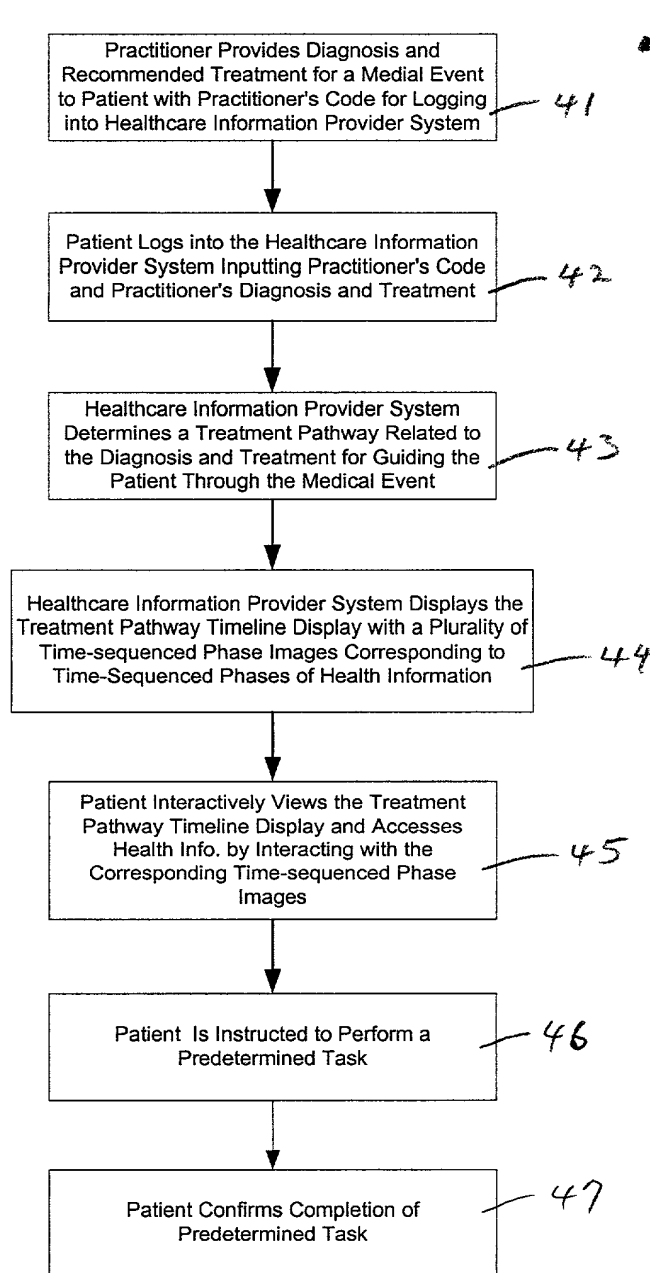 Practitioner Provides Diagnosis and
Recommended Treatment for a Medial Event
to Patient with Practitioner's Code for Logging
into Healthcare Information Provider System
41
Patient Logs into the Healthcare Information
Provider System Inputting Practitioner's Code
and Practitioner's Diagnosis and Treatment
42
Healthcare Information Provider System
Determines a Treatment Pathway Related to
the Diagnosis and Treatment for Guiding the
Patient Through the Medical Event
43
Healthcare Information Provider System Displays the
Treatment Pathway Timeline Display with a Plurality of
Time-sequenced Phase Images Corresponding to
Time-Sequenced Phases of Health Information
44
Patient Interactively Views the Treatment
Pathway Timeline Display and Accesses
Health Info. by Interacting with the
Corresponding Time-sequenced Phase
Images
45
Patient Is Instructed to Perform a
Predetermined Task
46
Patient Confirms Completion of
Predetermined Task
47